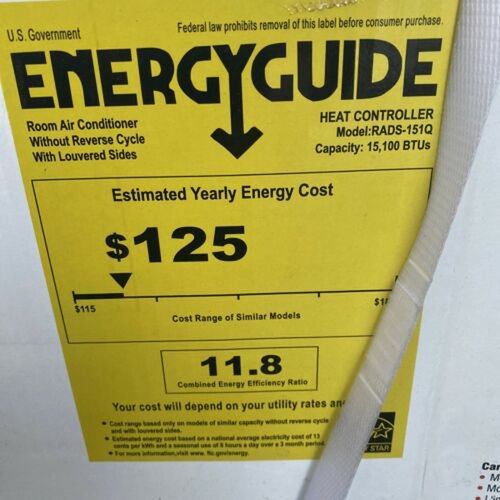 U.S. Government
Federal law prohibits removal of this label before consumer purchase.
ENERGYGUIDE
Room Air Conditioner
Without Reverse Cycle
With Louvered Sides
HEAT CONTROLLER
Model:RADS-151Q
Capacity: 15,100 BTUs
Estimated Yearly Energy Cost
$125
$115
Cost Range of Similar Models
11.8
Combined Energy Efficiency Ratio
Your cost will depend on your utility rates
Cost range based only on models of similar capacity without reverse cycle
and with louvered sides.
Estimated energy cost based on a national average electricity cost of 13
cents per kWh and a seasonal use of 8 hours a day over a 3 month period.
For more information,visit www. ftc.gov/energy.
STAR